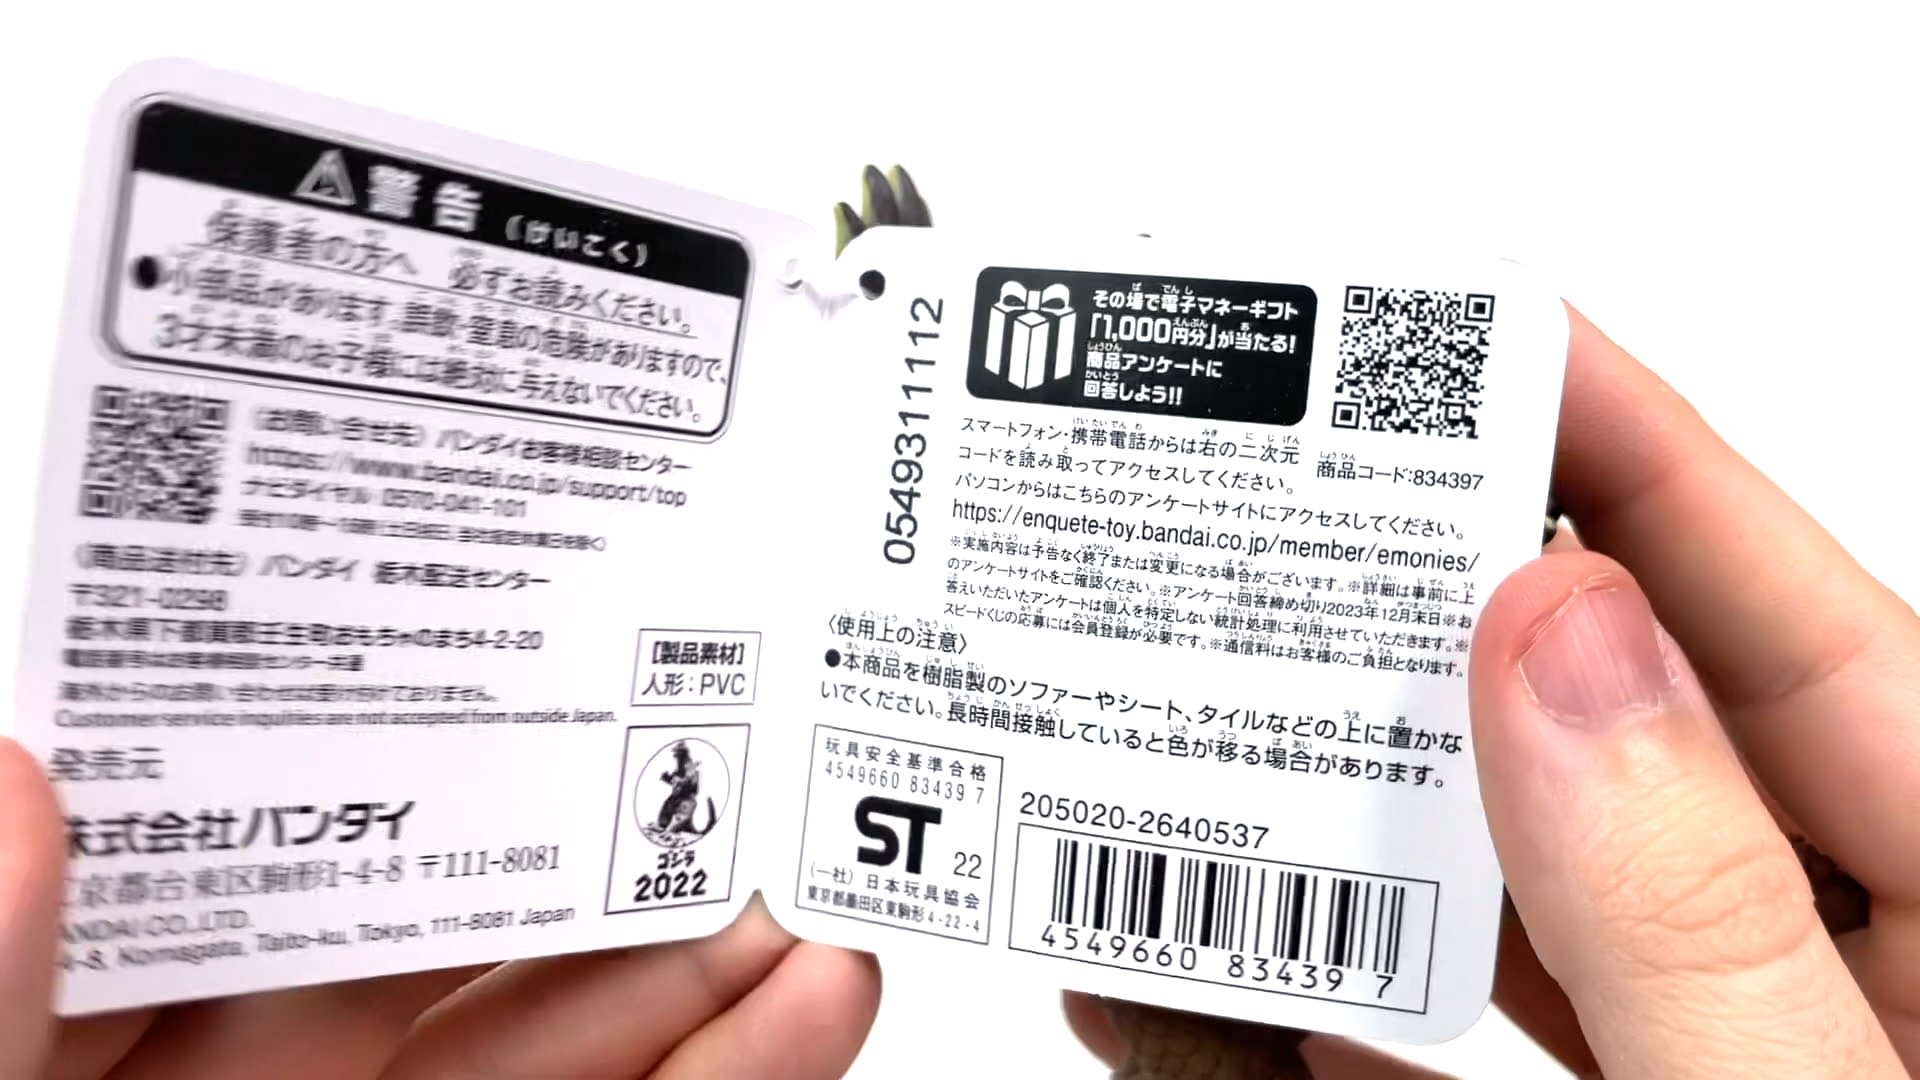 警告 (けいこく)
保護者の方へ 必ずお読みください。
●小部品があります。誤飲・窒息の危険がありますので、
3才未満のお子様には絶対に与えないでください。
〈お問い合せ先〉バンダイお客様相談センター
https://www.bandai.co.jp/support/top
ナビダイヤル 0570-041-101
〈商品送付先〉バンダイ 栃木配送センター
〒321-0298
栃木県下都賀郡壬生町おもちゃのまち4-2-20
海外からのお問い合わせは受け付けておりません。
Customer service inquiries are not accepted from outside Japan.
発売元
株式会社バンダイ
京都台東区駒形1-4-8 〒111-8081
ANDAI CO.,LTD.
4-8, Komagata, Taito-ku, Tokyo, 111-8081 Japan
[製品素材]
人形:PVC
ゴジラ
2022
0549311112
その場で電子マネーギフト
「1,000円分」が当たる!
商品アンケートに
回答しよう!!
スマートフォン・携帯電話からは右の二次元
コードを読み取ってアクセスしてください。
商品コード:834397
パソコンからはこちらのアンケートサイトにアクセスしてください。
https://enquete-toy.bandai.co.jp/member/emonies/
※実施内容は予告なく終了または変更になる場合がございます。※詳細は事前に上
のアンケートサイトをご確認ください。※アンケート回答締め切り2023年12月末日※お
答えいただいたアンケートは個人を特定しない統計処理に利用させていただきます。※
スピードくじの応募には会員登録が必要です。※通信料はお客様のご負担となります。
〈使用上の注意〉
●本商品を樹脂製のソファーやシート、タイルなどの上に置かな
いでください。長時間接触していると色が移る場合があります。
玩具安全基準合格
4549660 83439 7
ST 22
(一社) 日本玩具協会
東京都墨田区東駒形4-22-4
205020-2640537
4549660 83439 7